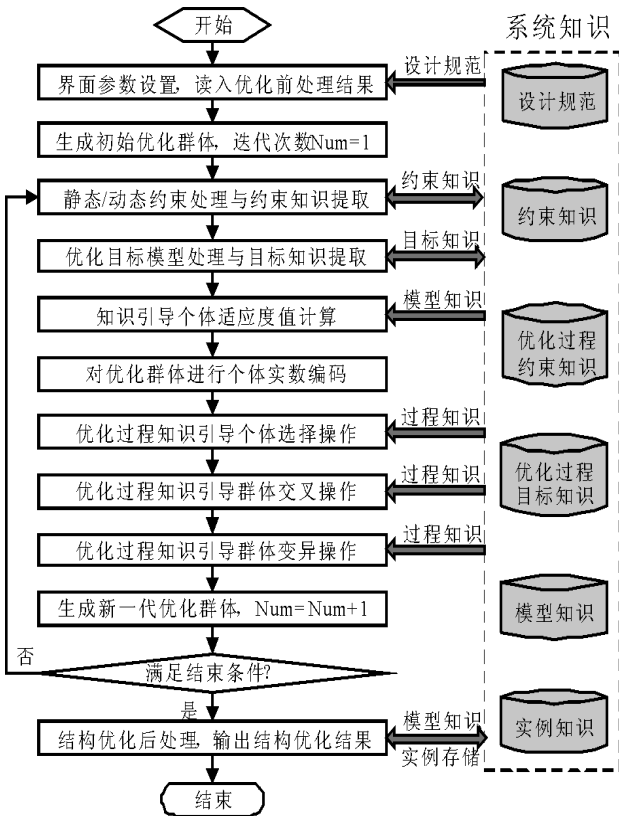 开始
系统知识
界面参数设置,读入优化前处理结果
设计规范
设计规范
生成初始优化群体,迭代次数Num=1
静态/动态约束处理与约束知识提取
约束知识
约束知识
优化目标模型处理与目标知识提取
目标知识
知识引导个体适应度值计算
模型知识
优化过程
约束知识
对优化群体进行个体实数编码
优化过程知识引导个体选择操作
过程知识
优化过程知识引导群体交叉操作
过程知识
优化过程
目标知识
优化过程知识引导群体变异操作
过程知识
生成新一代优化群体, Num=Num+1
模型知识
否
满足结束条件?
是
结构优化后处理,输出结构优化结果
模型知识
实例存储
实例知识
结束